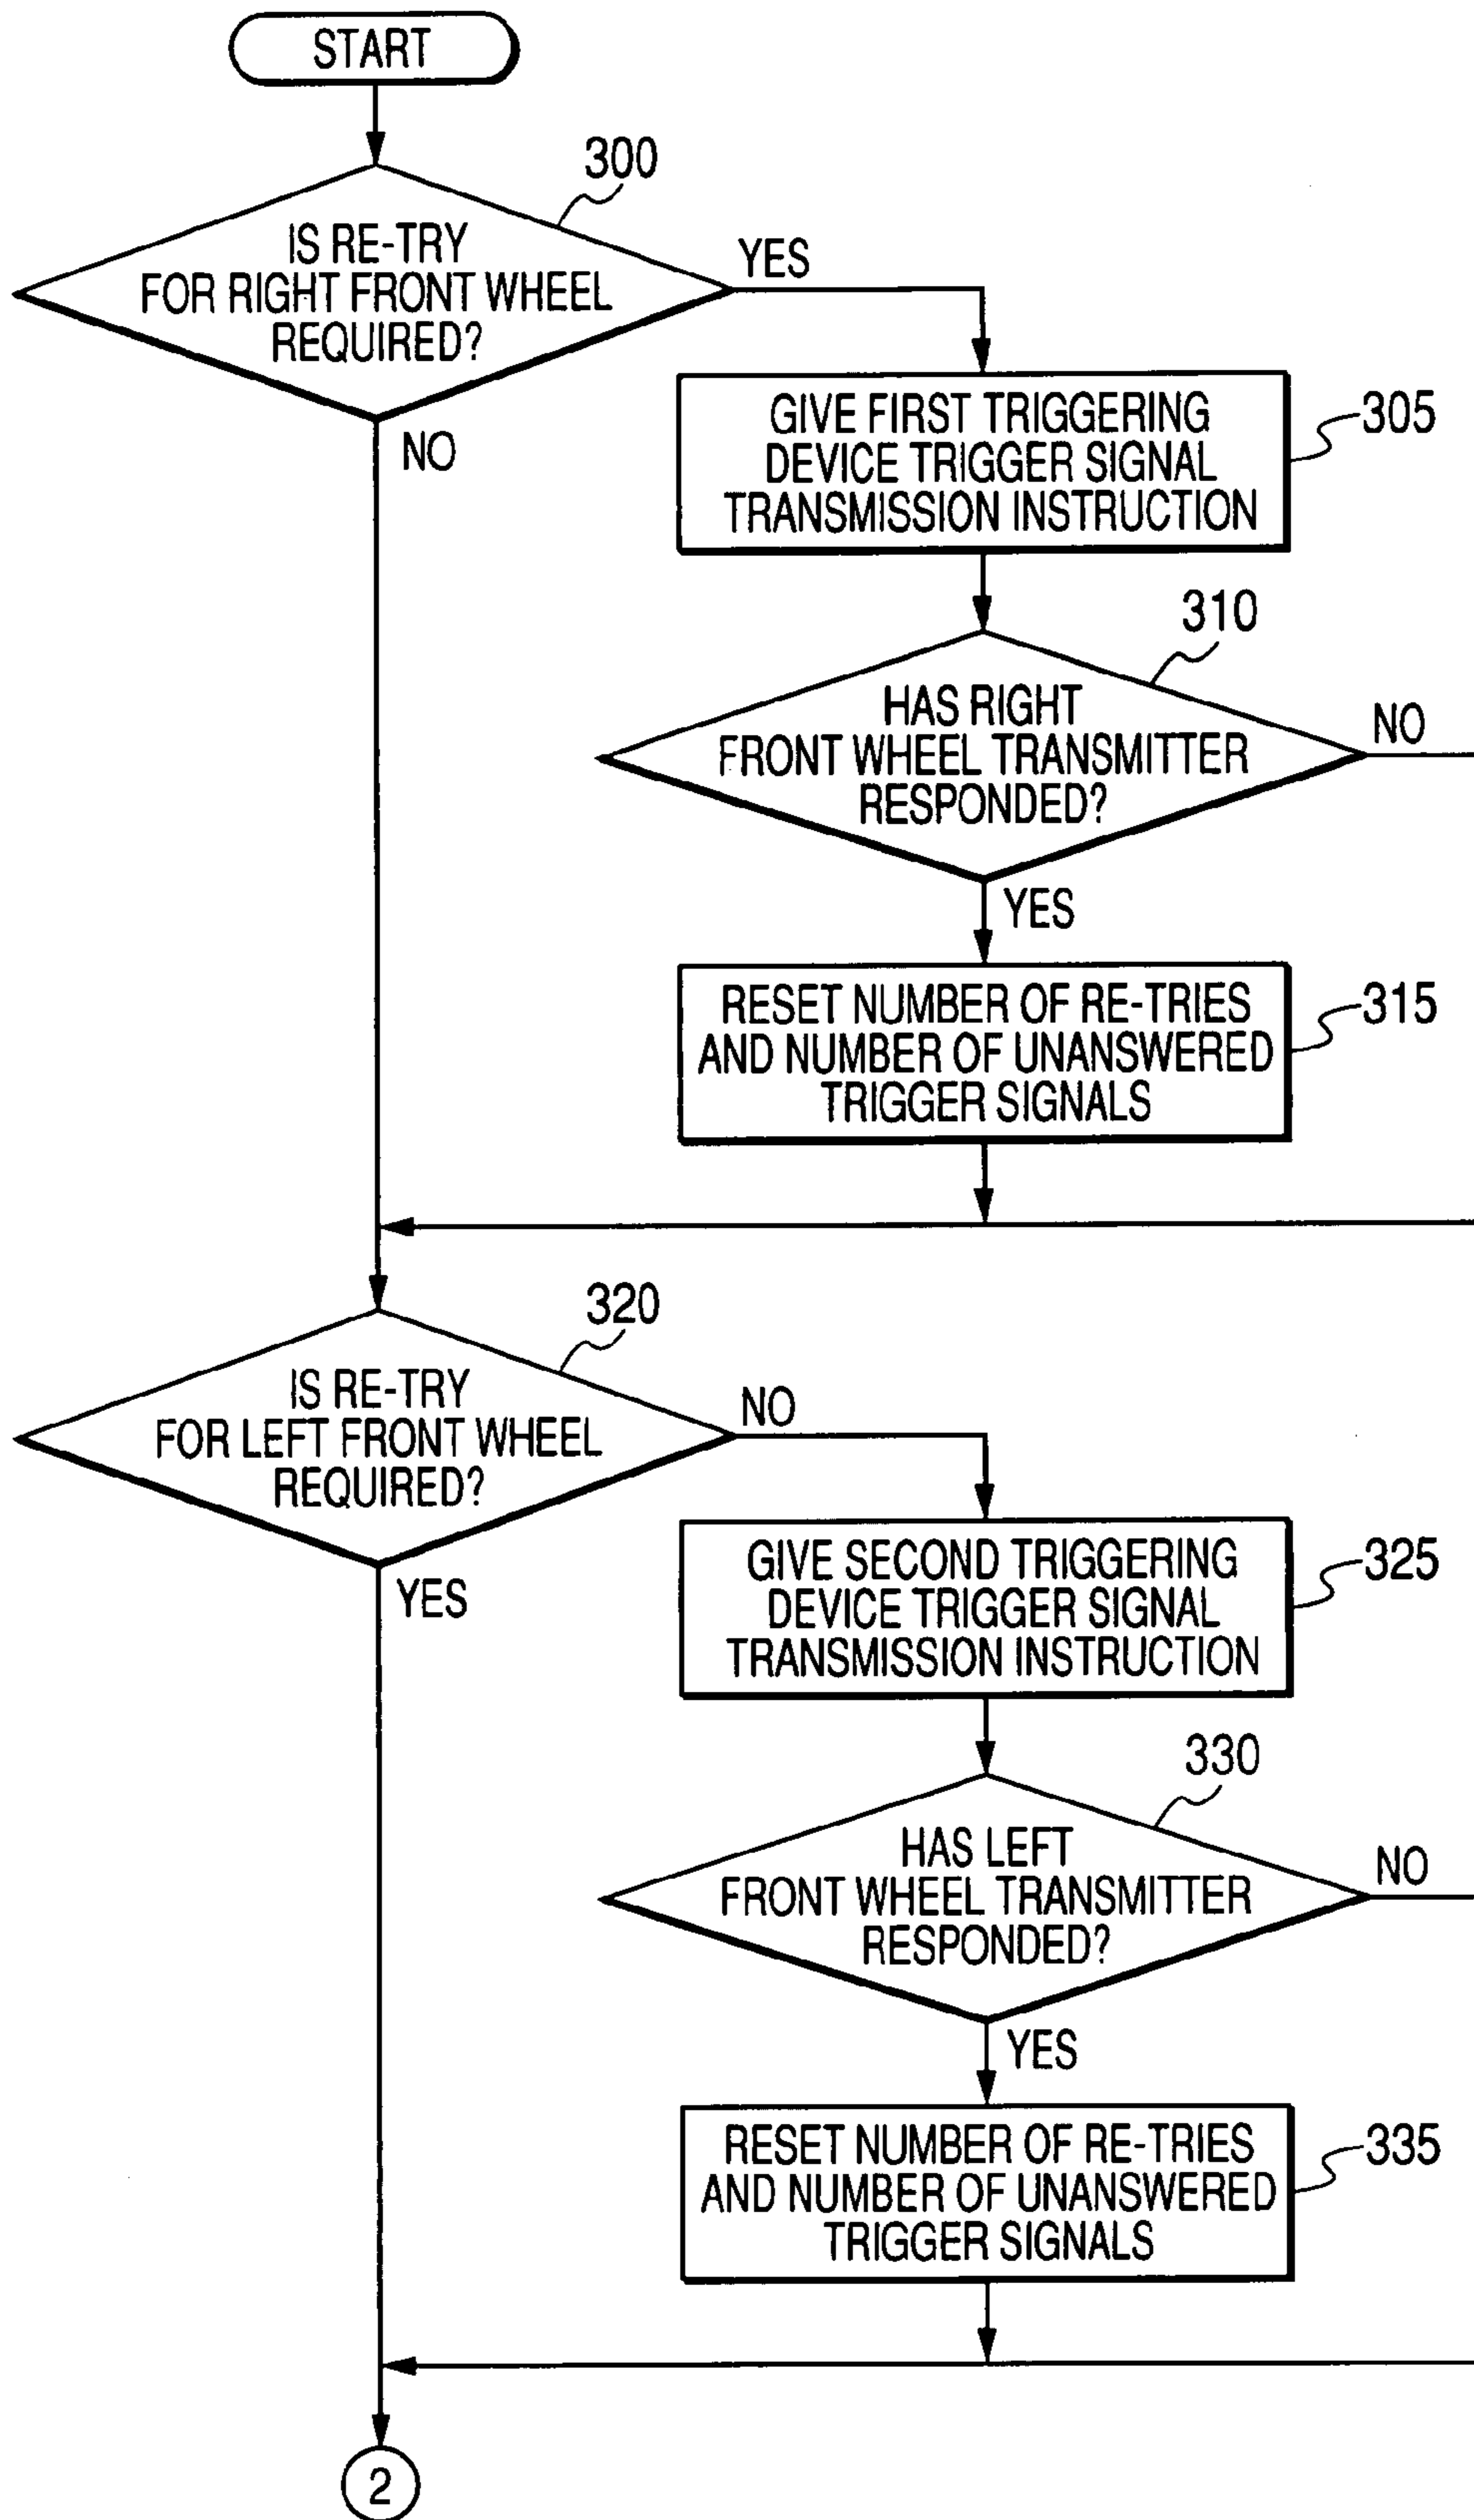 START
300
IS RE-TRY
FOR RIGHT FRONT WHEEL
REQUIRED?
YES
NO
GIVE FIRST TRIGGERING
DEVICE TRIGGER SIGNAL
TRANSMISSION INSTRUCTION
305
310
HAS RIGHT
FRONT WHEEL TRANSMITTER
RESPONDED?
NO
YES
RESET NUMBER OF RE-TRIES
AND NUMBER OF UNANSWERED
TRIGGER SIGNALS
315
320
IS RE-TRY
FOR LEFT FRONT WHEEL
REQUIRED?
NO
YES
GIVE SECOND TRIGGERING
DEVICE TRIGGER SIGNAL
TRANSMISSION INSTRUCTION
325
330
HAS LEFT
FRONT WHEEL TRANSMITTER
RESPONDED?
NO
YES
RESET NUMBER OF RE-TRIES
AND NUMBER OF UNANSWERED
TRIGGER SIGNALS
335
2